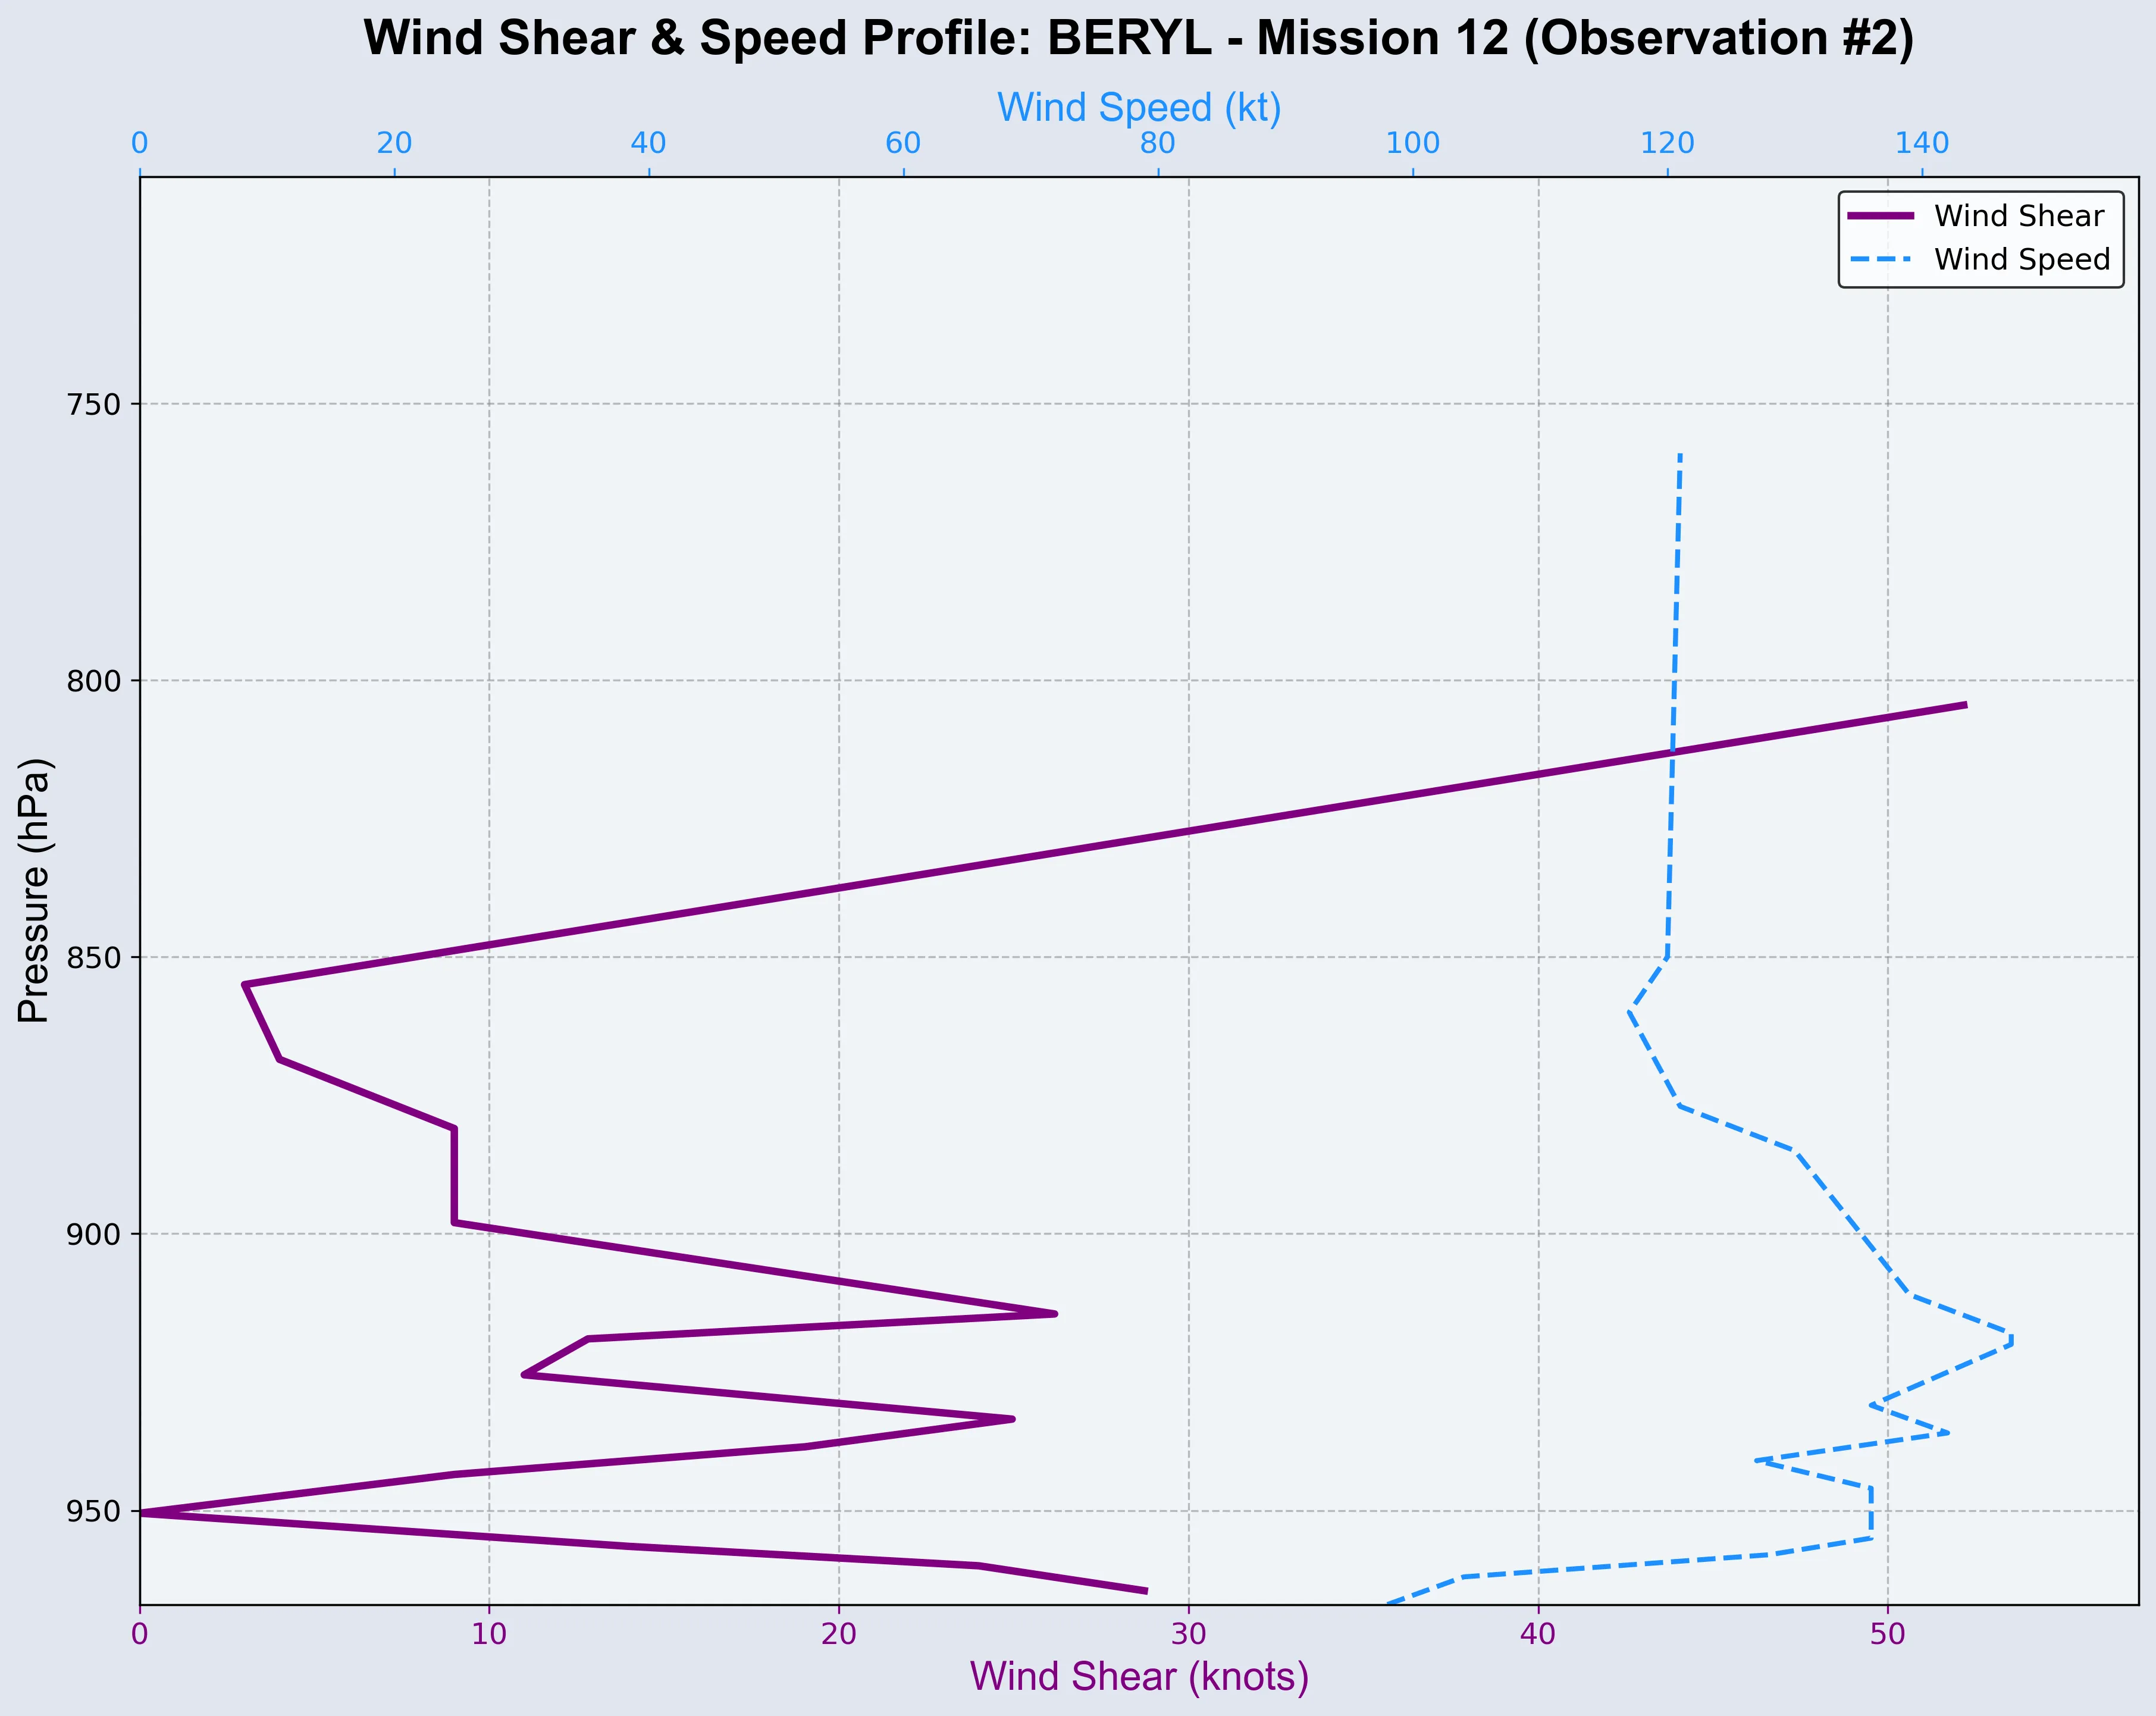 Wind Shear & Speed Profile: BERYL - Mission 12 (Observation #2)
Wind Speed (kt)
0 20 40 60 80 100 120 140
Wind Shear
Wind Speed
Pressure (hPa)
750
800
850
900
950
0 10 20 30 40 50
Wind Shear (knots)